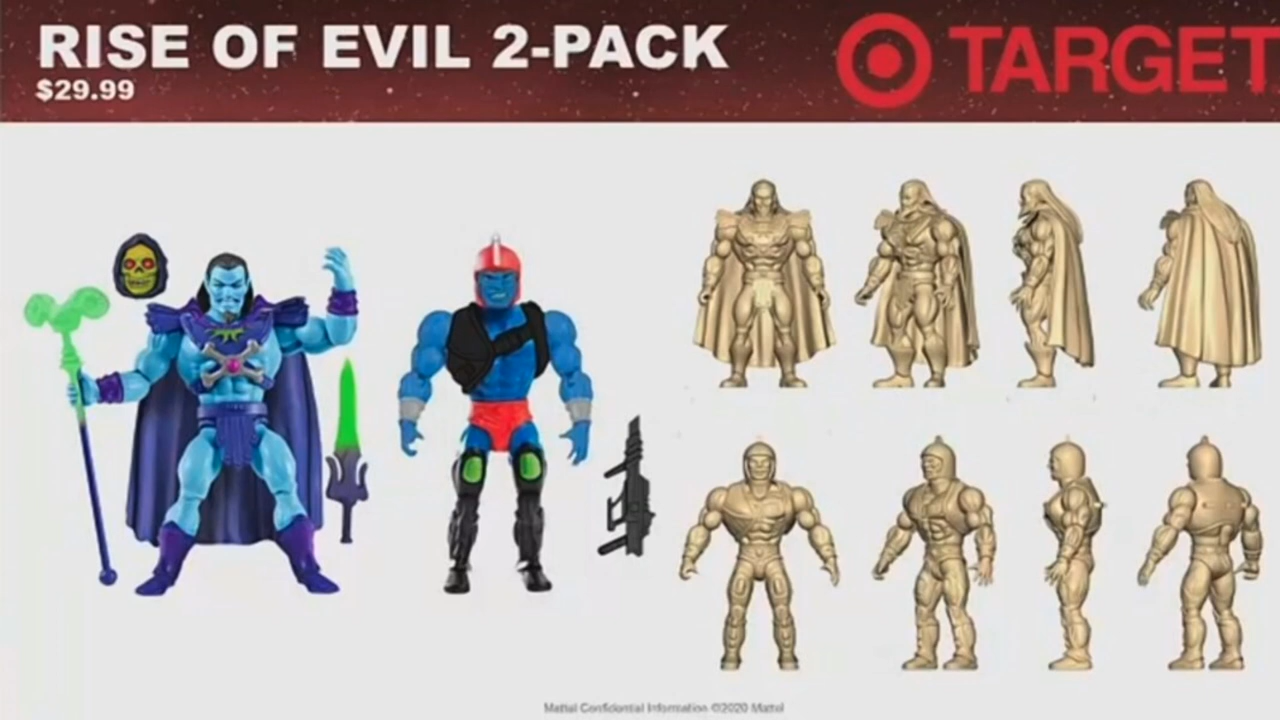 RISE OF EVIL 2-PACK
$29.99
TARGET
Mattel Confidential Information ©2020 Mattel